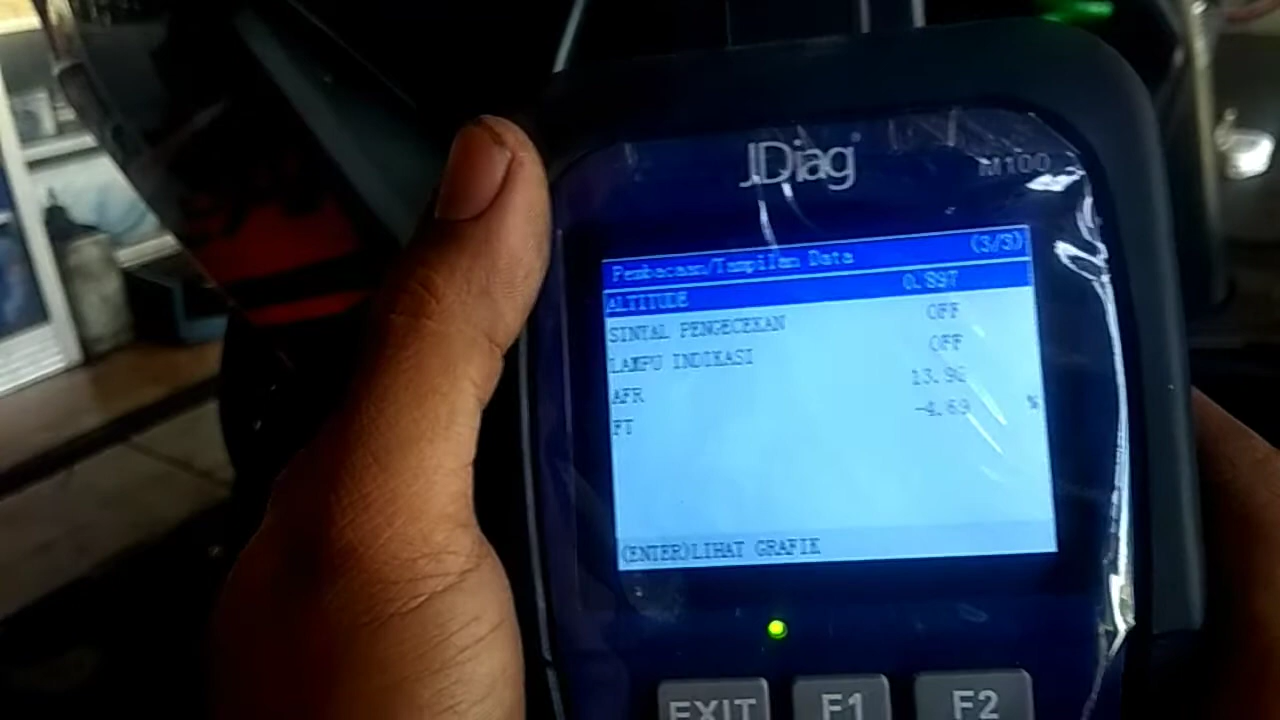 JDiag
M100
Pembacaan/Tampilan Data (3/3)
ALTITUDE 0.897
SINYAL PENGECEKAN OFF
LAMPU INDIKASI OFF
AFR 13.96
FT -4.69 %
(ENTER)LIHAT GRAFIK
EXIT F1 F2